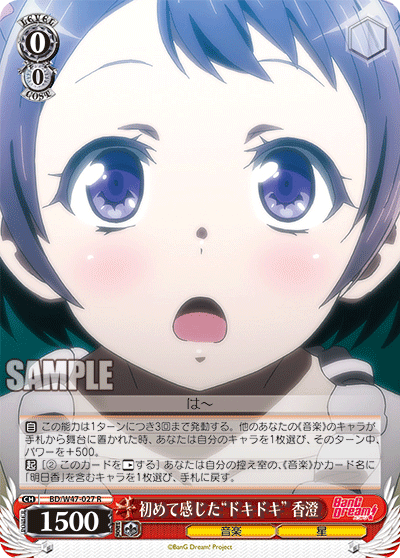 LEVEL
0
0
COST
SAMPLE
は～
自 この能力は1ターンにつき3回まで発動する。他のあなたの《音楽》のキャラが
手札から舞台に置かれた時、あなたは自分のキャラを1枚選び、そのターン中、
パワーを+500。
起 [② このカードを する] あなたは自分の控え室の、《音楽》かカード名に
「明日香」を含むキャラを1枚選び、手札に戻す。
CH BD/W47-027 R
1500
初めて感じた“ドキドキ” 香澄
BanG Dream!
音楽 星
©BanG Dream! Project